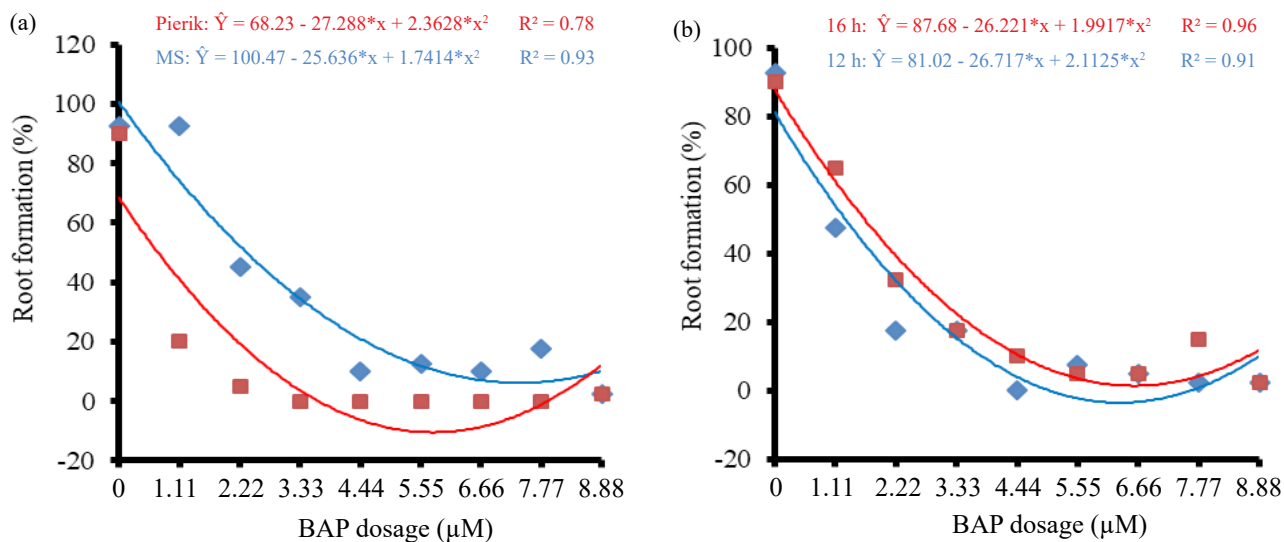 (a)
Pierik: Ŷ = 68.23 - 27.288*x + 2.3628*x² R² = 0.78
MS: Ŷ = 100.47 - 25.636*x + 1.7414*x² R² = 0.93
120
100
80
60
40
20
0
-20
Root formation (%)
0 1.11 2.22 3.33 4.44 5.55 6.66 7.77 8.88
BAP dosage (µM)
(b)
16 h: Ŷ = 87.68 - 26.221*x + 1.9917*x² R² = 0.96
12 h: Ŷ = 81.02 - 26.717*x + 2.1125*x² R² = 0.91
100
80
60
40
20
0
-20
Root formation (%)
0 1.11 2.22 3.33 4.44 5.55 6.66 7.77 8.88
BAP dosage (µM)